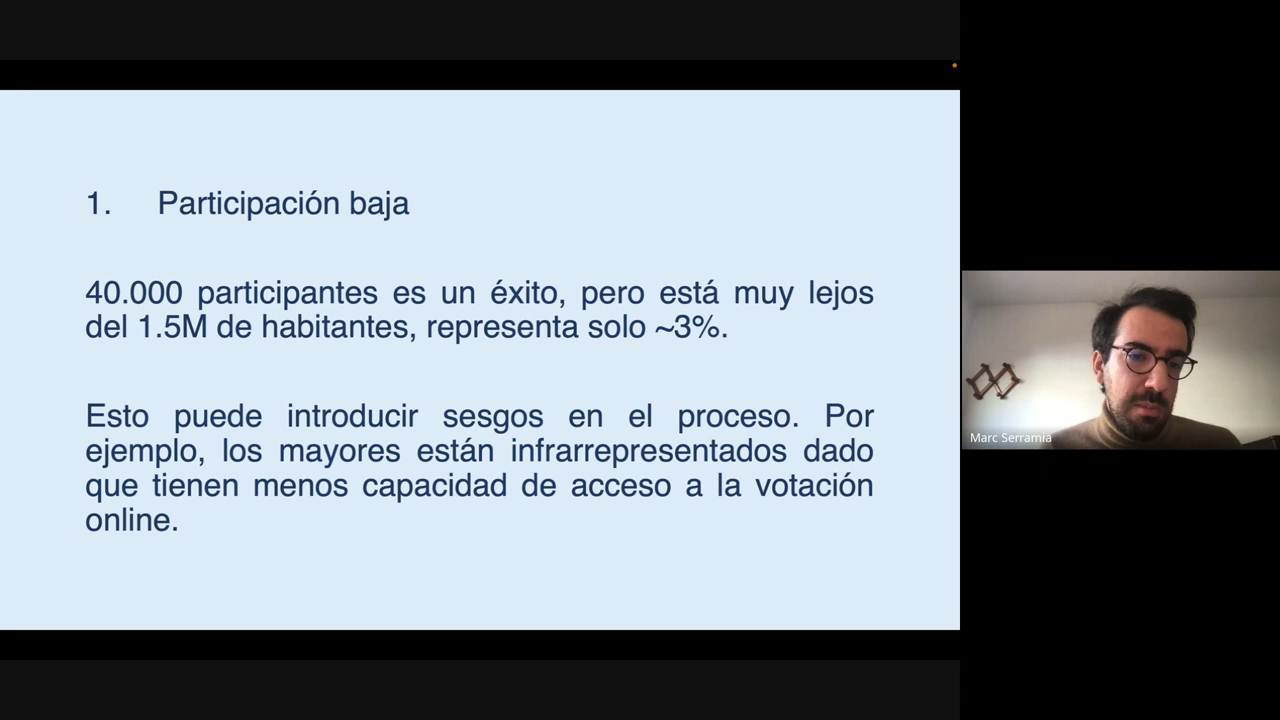 1. Participación baja
40.000 participantes es un éxito, pero está muy lejos
del 1.5M de habitantes, representa solo ~3%.
Esto puede introducir sesgos en el proceso. Por
ejemplo, los mayores están infrarrepresentados dado
que tienen menos capacidad de acceso a la votación
online.
Marc Serramia